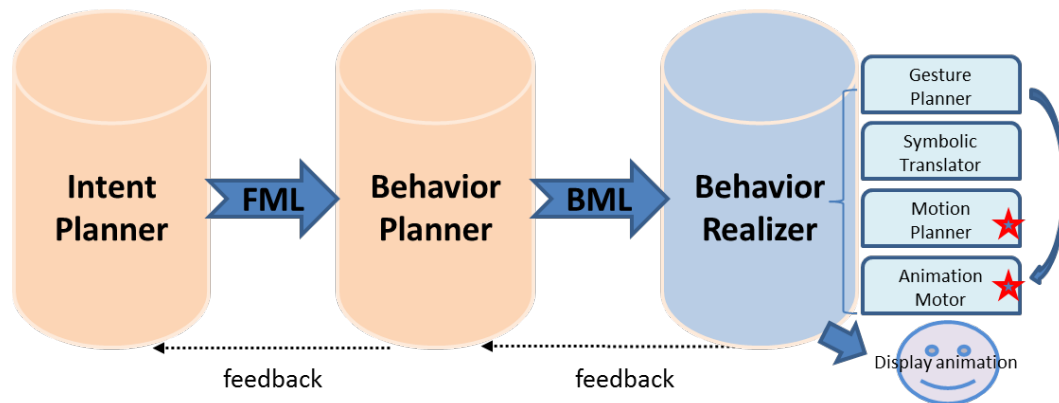 Intent
Planner
FML
Behavior
Planner
BML
Behavior
Realizer
Gesture
Planner
Symbolic
Translator
Motion
Planner
Animation
Motor
Display animation
feedback
feedback